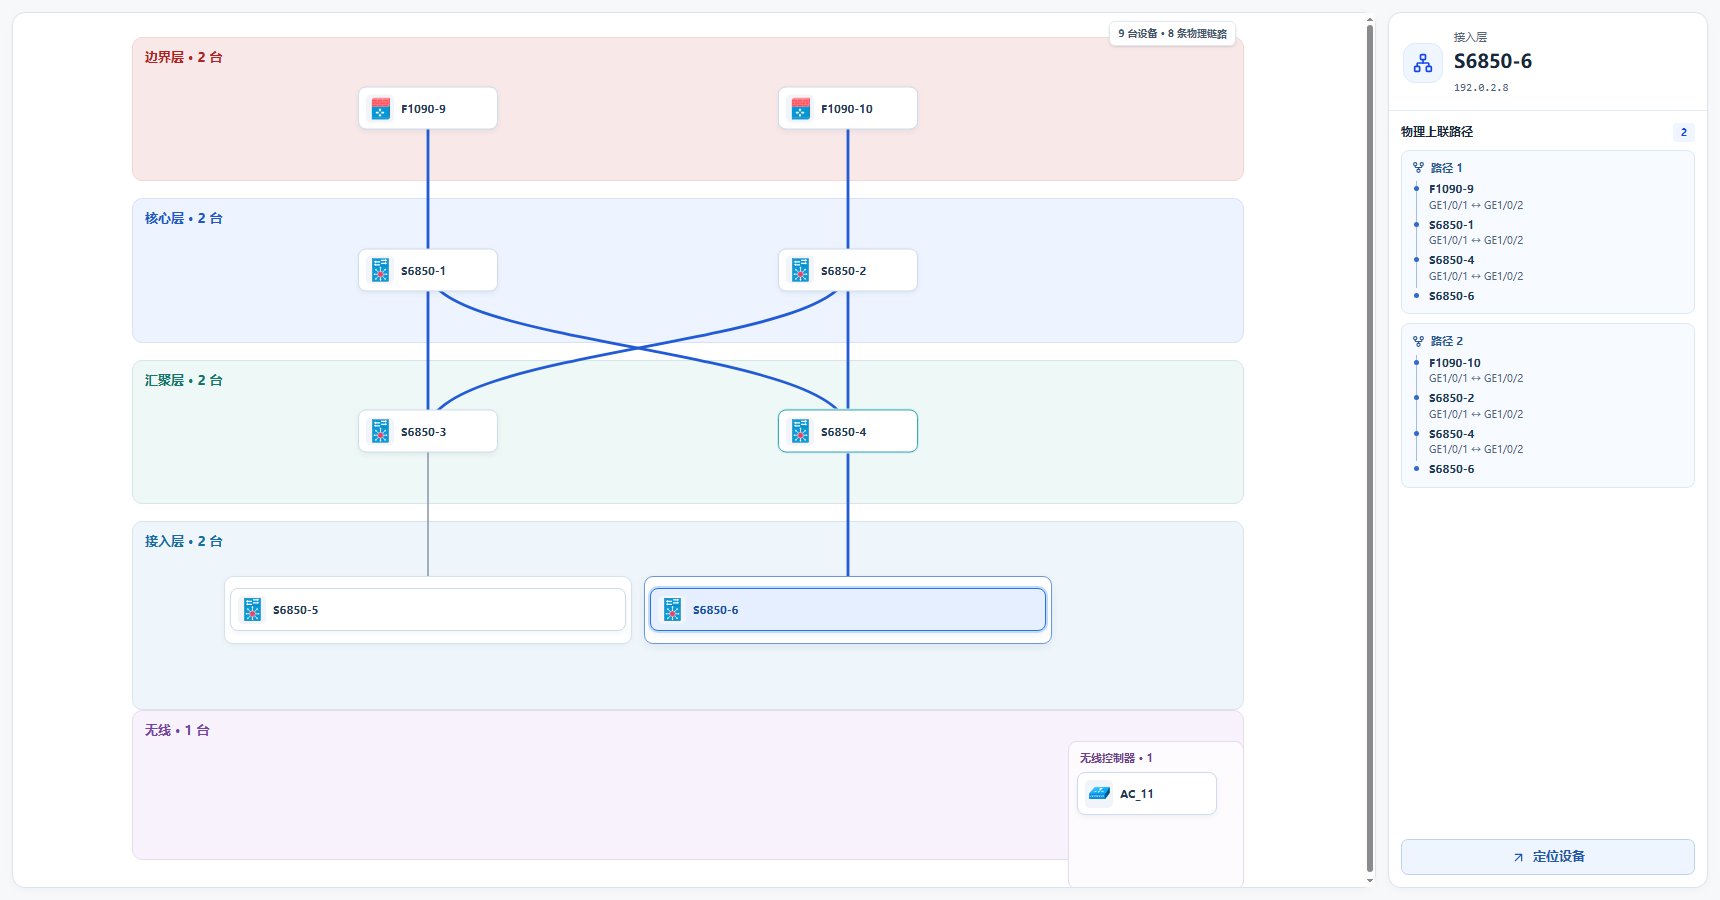 9 台设备 • 8 条物理链路
边界层 • 2 台
F1090-9
F1090-10
核心层 • 2 台
S6850-1
S6850-2
汇聚层 • 2 台
S6850-3
S6850-4
接入层 • 2 台
S6850-5
S6850-6
无线 • 1 台
无线控制器 • 1
AC_11
接入层
S6850-6
192.0.2.8
物理上联路径
2
路径 1
F1090-9
GE1/0/1 ↔ GE1/0/2
S6850-1
GE1/0/1 ↔ GE1/0/2
S6850-4
GE1/0/1 ↔ GE1/0/2
S6850-6
路径 2
F1090-10
GE1/0/1 ↔ GE1/0/2
S6850-2
GE1/0/1 ↔ GE1/0/2
S6850-4
GE1/0/1 ↔ GE1/0/2
S6850-6
定位设备